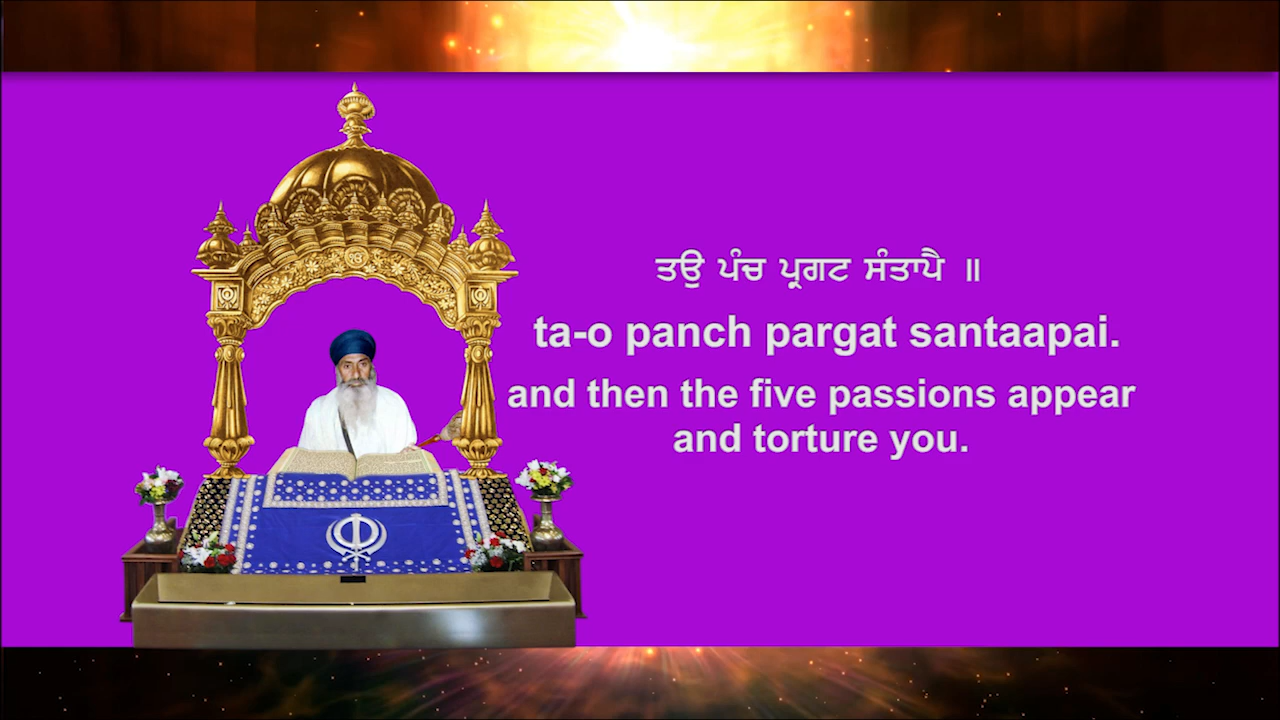 ਤਉ ਪੰਚ ਪ੍ਰਗਟ ਸੰਤਾਪੈ ॥
ta-o panch pargat santaapai.
and then the five passions appear
and torture you.